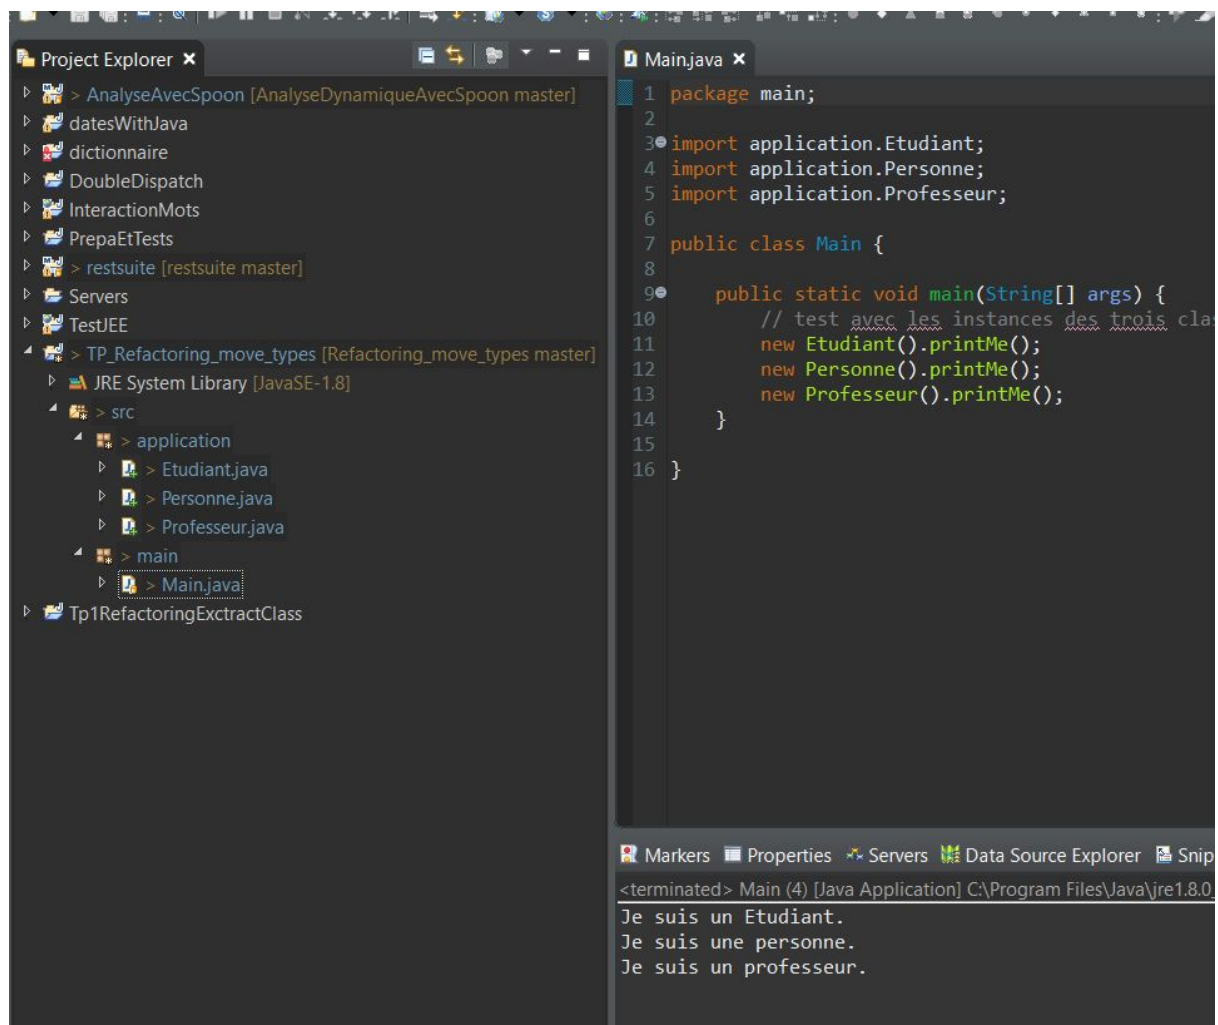 Project Explorer
> AnalyseAvecSpoon [AnalyseDynamiqueAvecSpoon master]
datesWithJava
dictionnaire
DoubleDispatch
InteractionMots
PrepaEtTests
> restsuite [restsuite master]
Servers
TestJEE
> TP_Refactoring_move_types [Refactoring_move_types master]
JRE System Library [JavaSE-1.8]
> src
> application
> Etudiant.java
> Personne.java
> Professeur.java
> main
> Main.java
Tp1RefactoringExctractClass
Main.java
1 package main;
2
3 import application.Etudiant;
4 import application.Personne;
5 import application.Professeur;
6
7 public class Main {
8
9 public static void main(String[] args) {
10 // test avec les instances des trois clas
11 new Etudiant().printMe();
12 new Personne().printMe();
13 new Professeur().printMe();
14 }
15
16 }
Markers Properties Servers Data Source Explorer Snip
<terminated> Main (4) [Java Application] C:\Program Files\Java\jre1.8.0_
Je suis un Etudiant.
Je suis une personne.
Je suis un professeur.